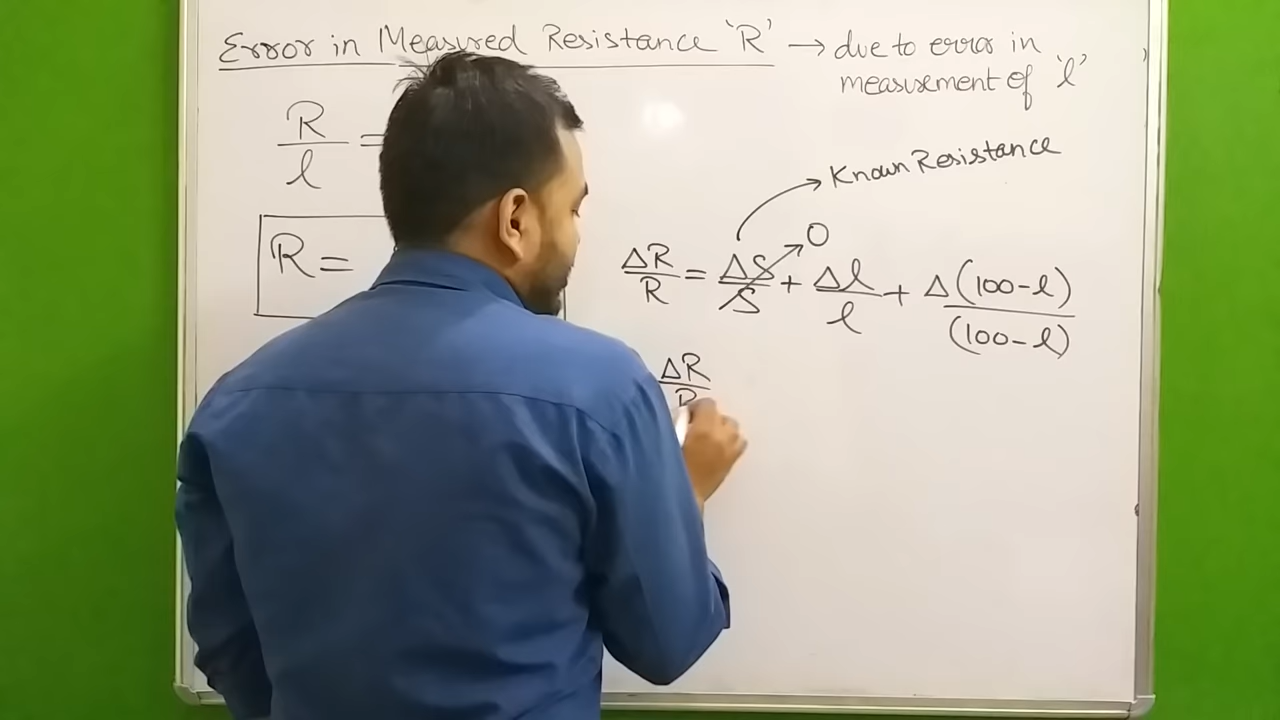 Error in Measured Resistance 'R' → due to error in
measurement of 'l'
R/l =
→ Known Resistance
R =
ΔR/R = ΔS/S → 0 + Δl/l + Δ(100-l)/(100-l)
ΔR/R